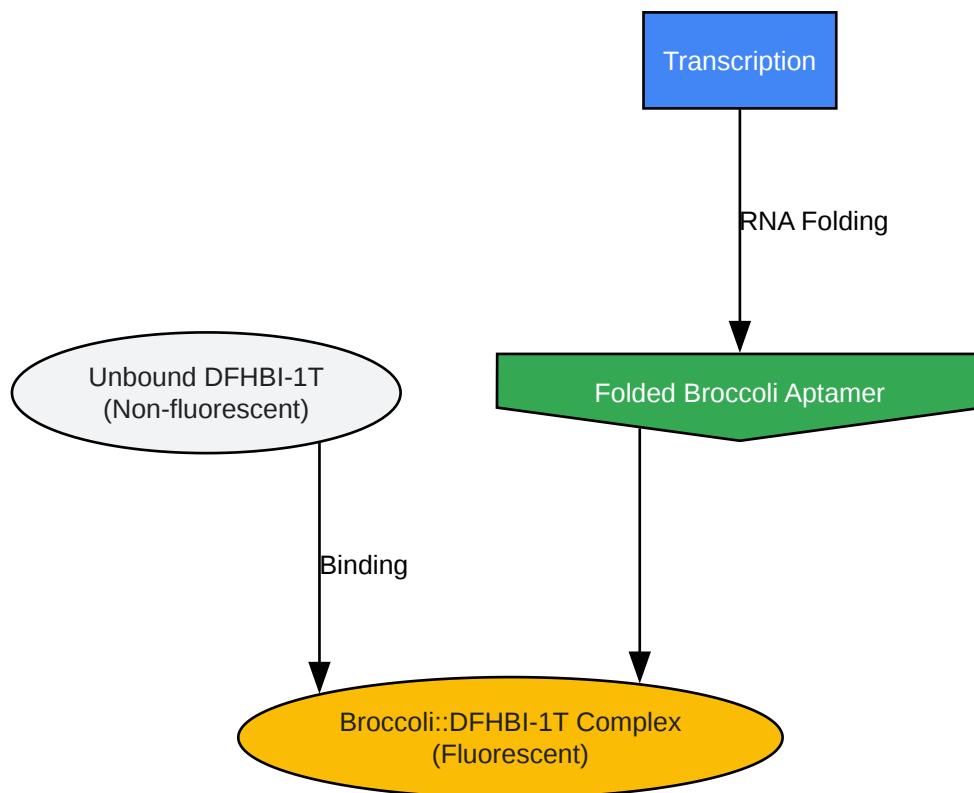 Transcription
RNA Folding
Unbound DFHBI-1T
(Non-fluorescent)
Folded Broccoli Aptamer
Binding
Broccoli::DFHBI-1T Complex
(Fluorescent)